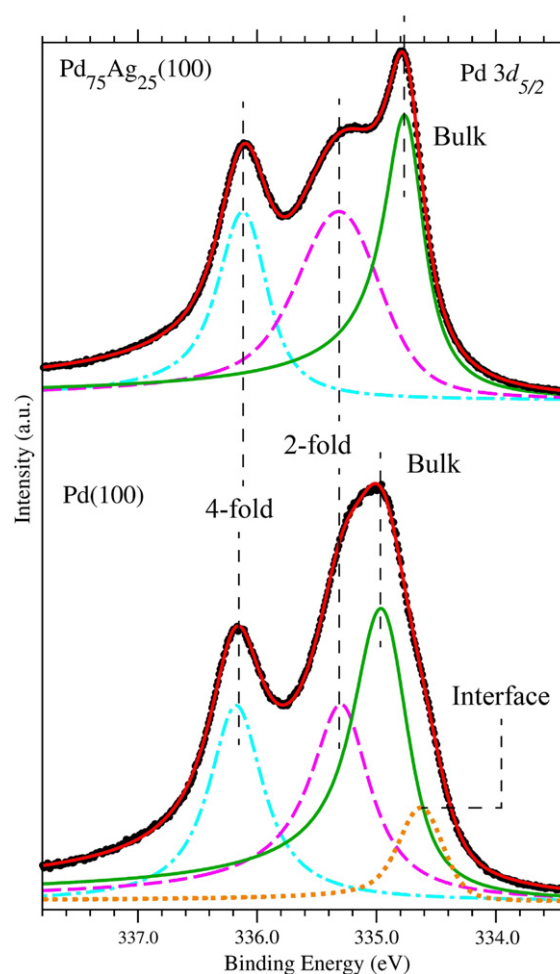 Pd75Ag25(100)
Pd 3d5/2
Bulk
2-fold
Bulk
Pd(100)
4-fold
Interface
Intensity (a.u.)
337.0 336.0 335.0 334.0
Binding Energy (eV)